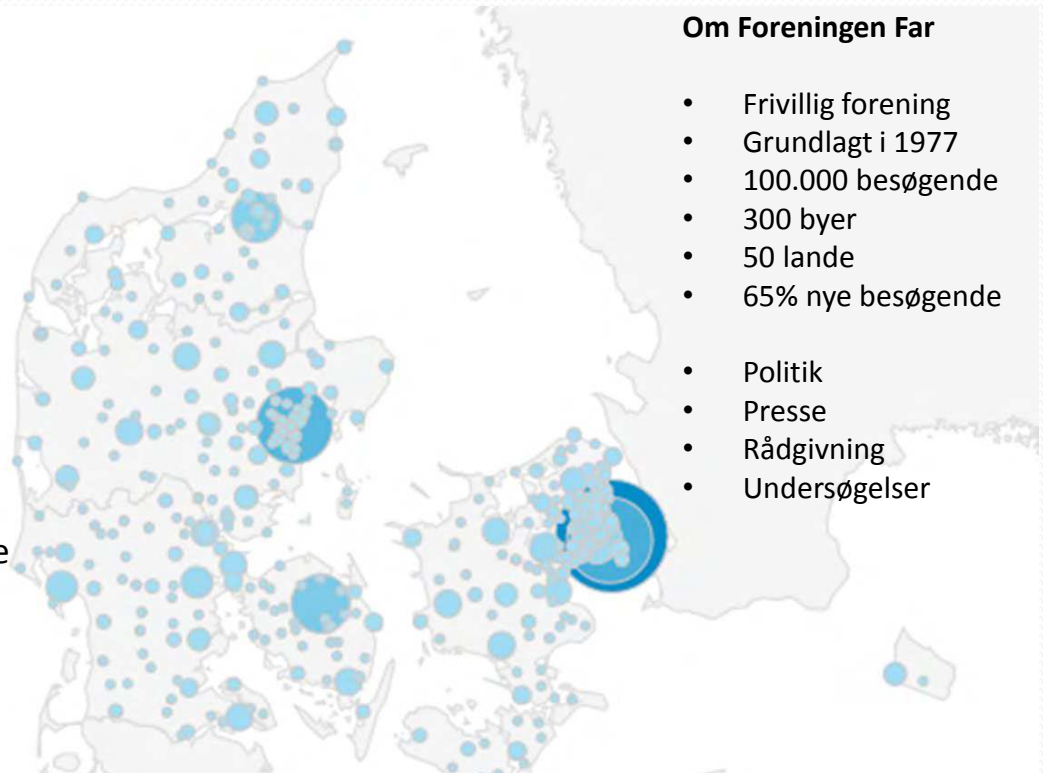 Om Foreningen Far
• Frivillig forening
• Grundlagt i 1977
• 100.000 besøgende
• 300 byer
• 50 lande
• 65% nye besøgende
• Politik
• Presse
• Rådgivning
• Undersøgelser
e